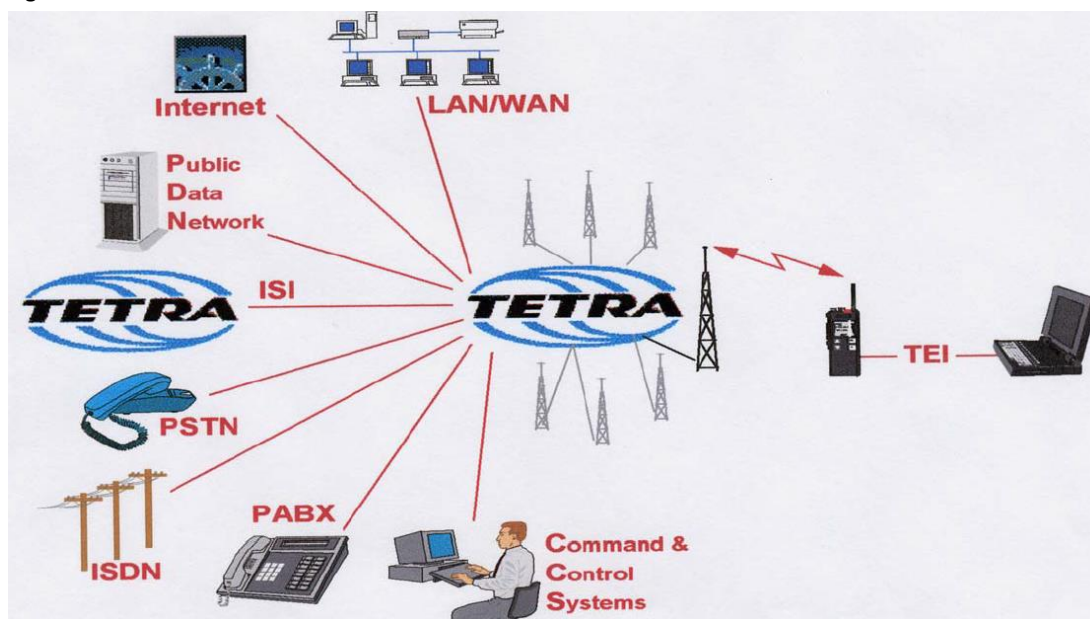 Internet
LAN/WAN
Public
Data
Network
TETRA
ISI
TETRA
TEI
PSTN
ISDN
PABX
Command &
Control
Systems